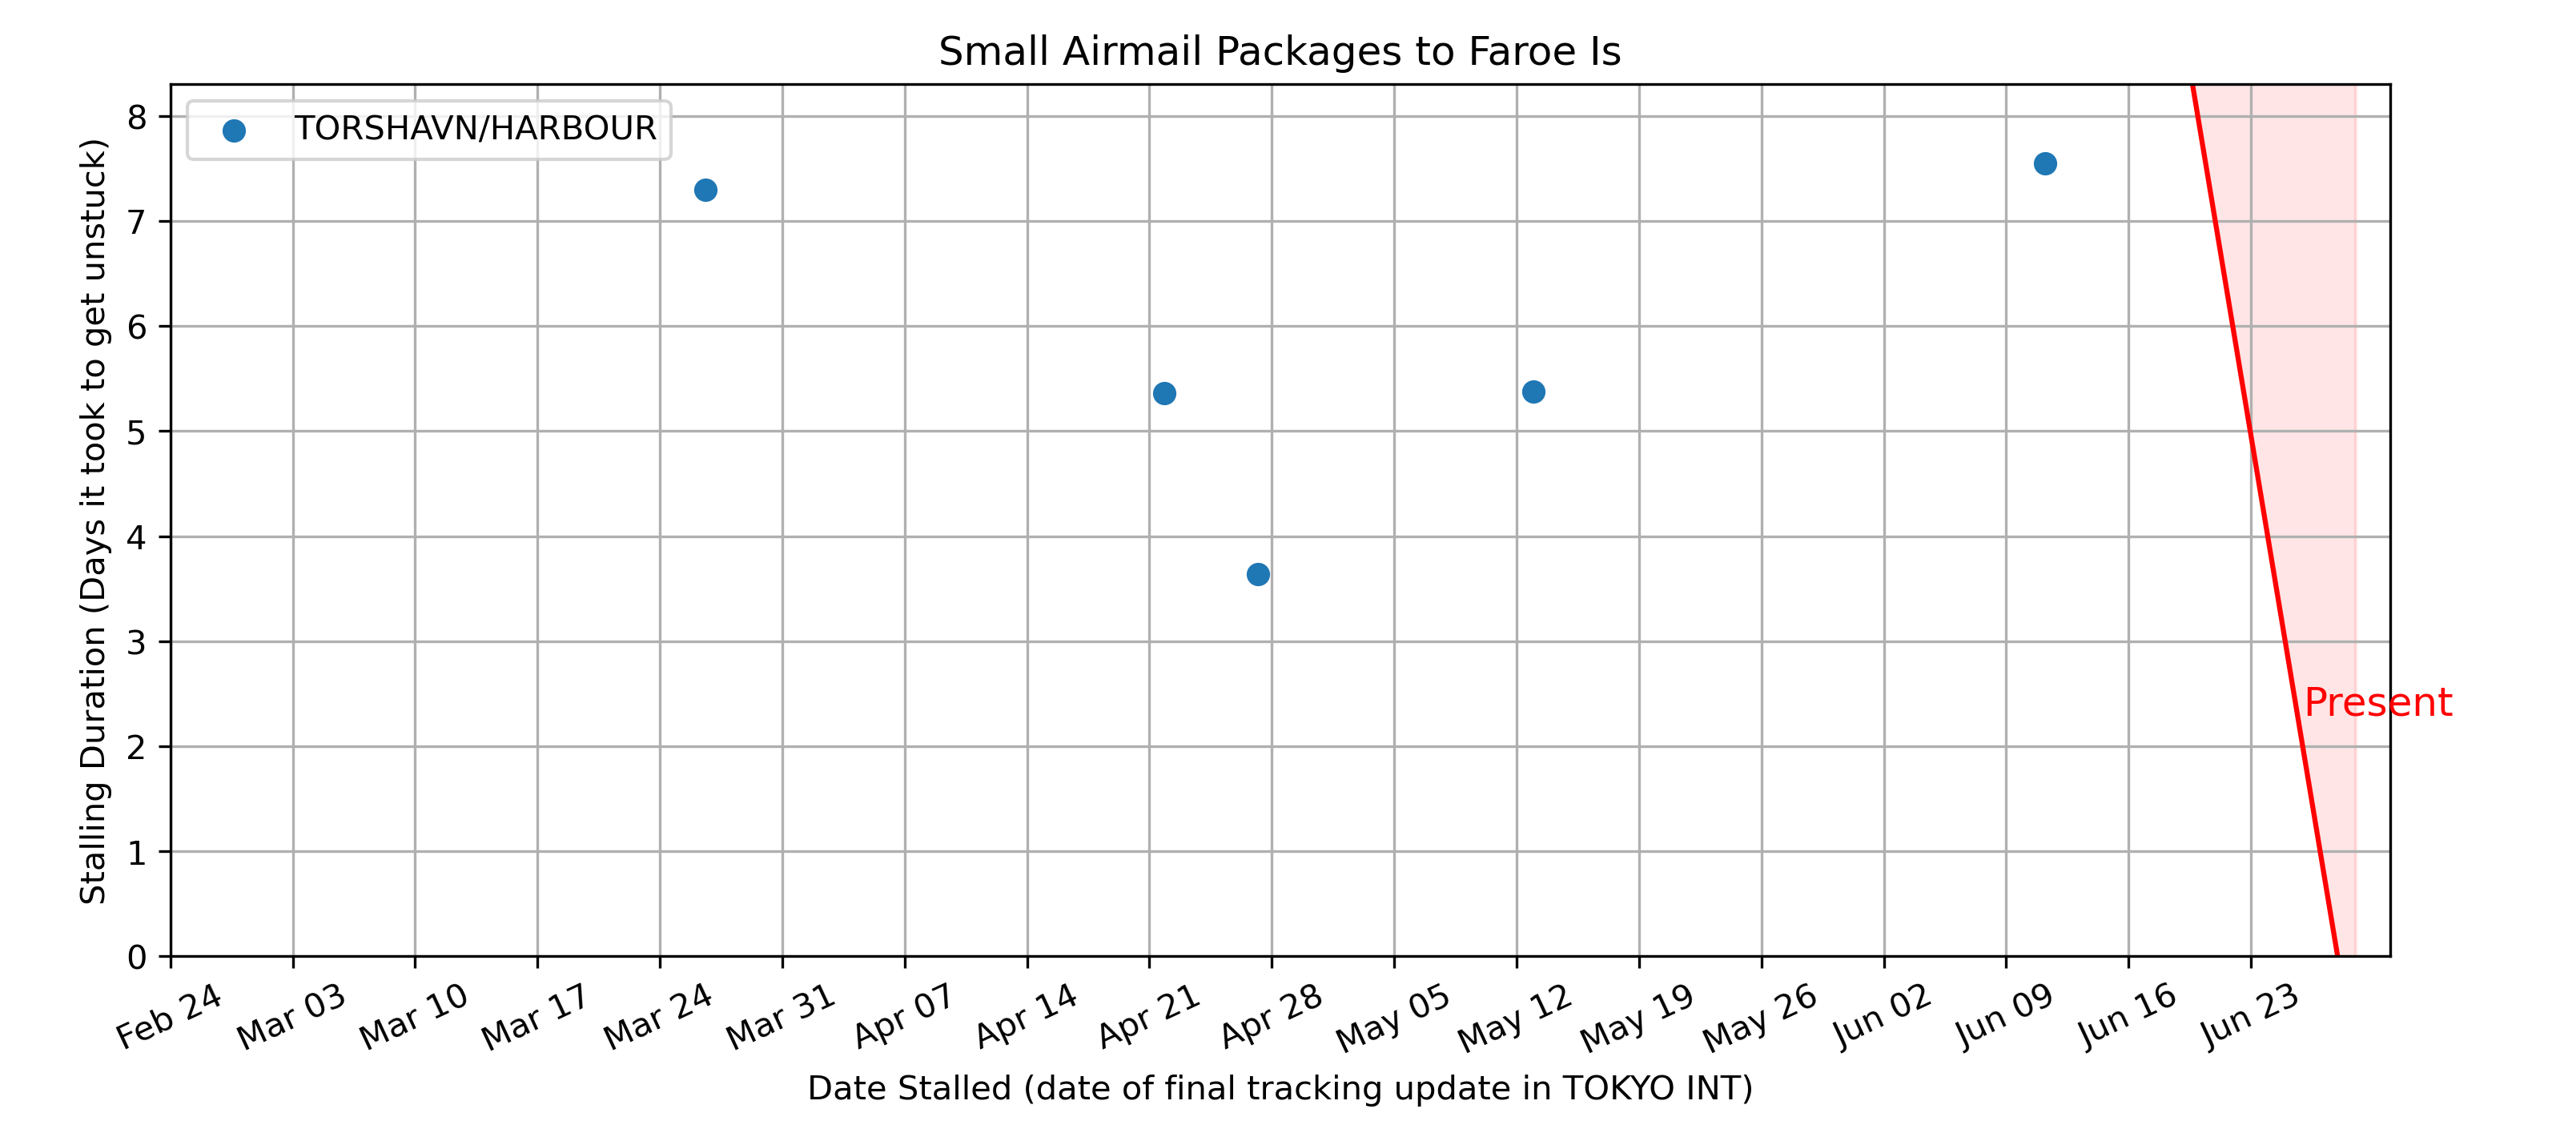 Small Airmail Packages to Faroe Is
TORSHAVN/HARBOUR
Stalling Duration (Days it took to get unstuck)
8
7
6
5
4
3
2
1
0
Present
Feb 24 Mar 03 Mar 10 Mar 17 Mar 24 Mar 31 Apr 07 Apr 14 Apr 21 Apr 28 May 05 May 12 May 19 May 26 Jun 02 Jun 09 Jun 16 Jun 23
Date Stalled (date of final tracking update in TOKYO INT)